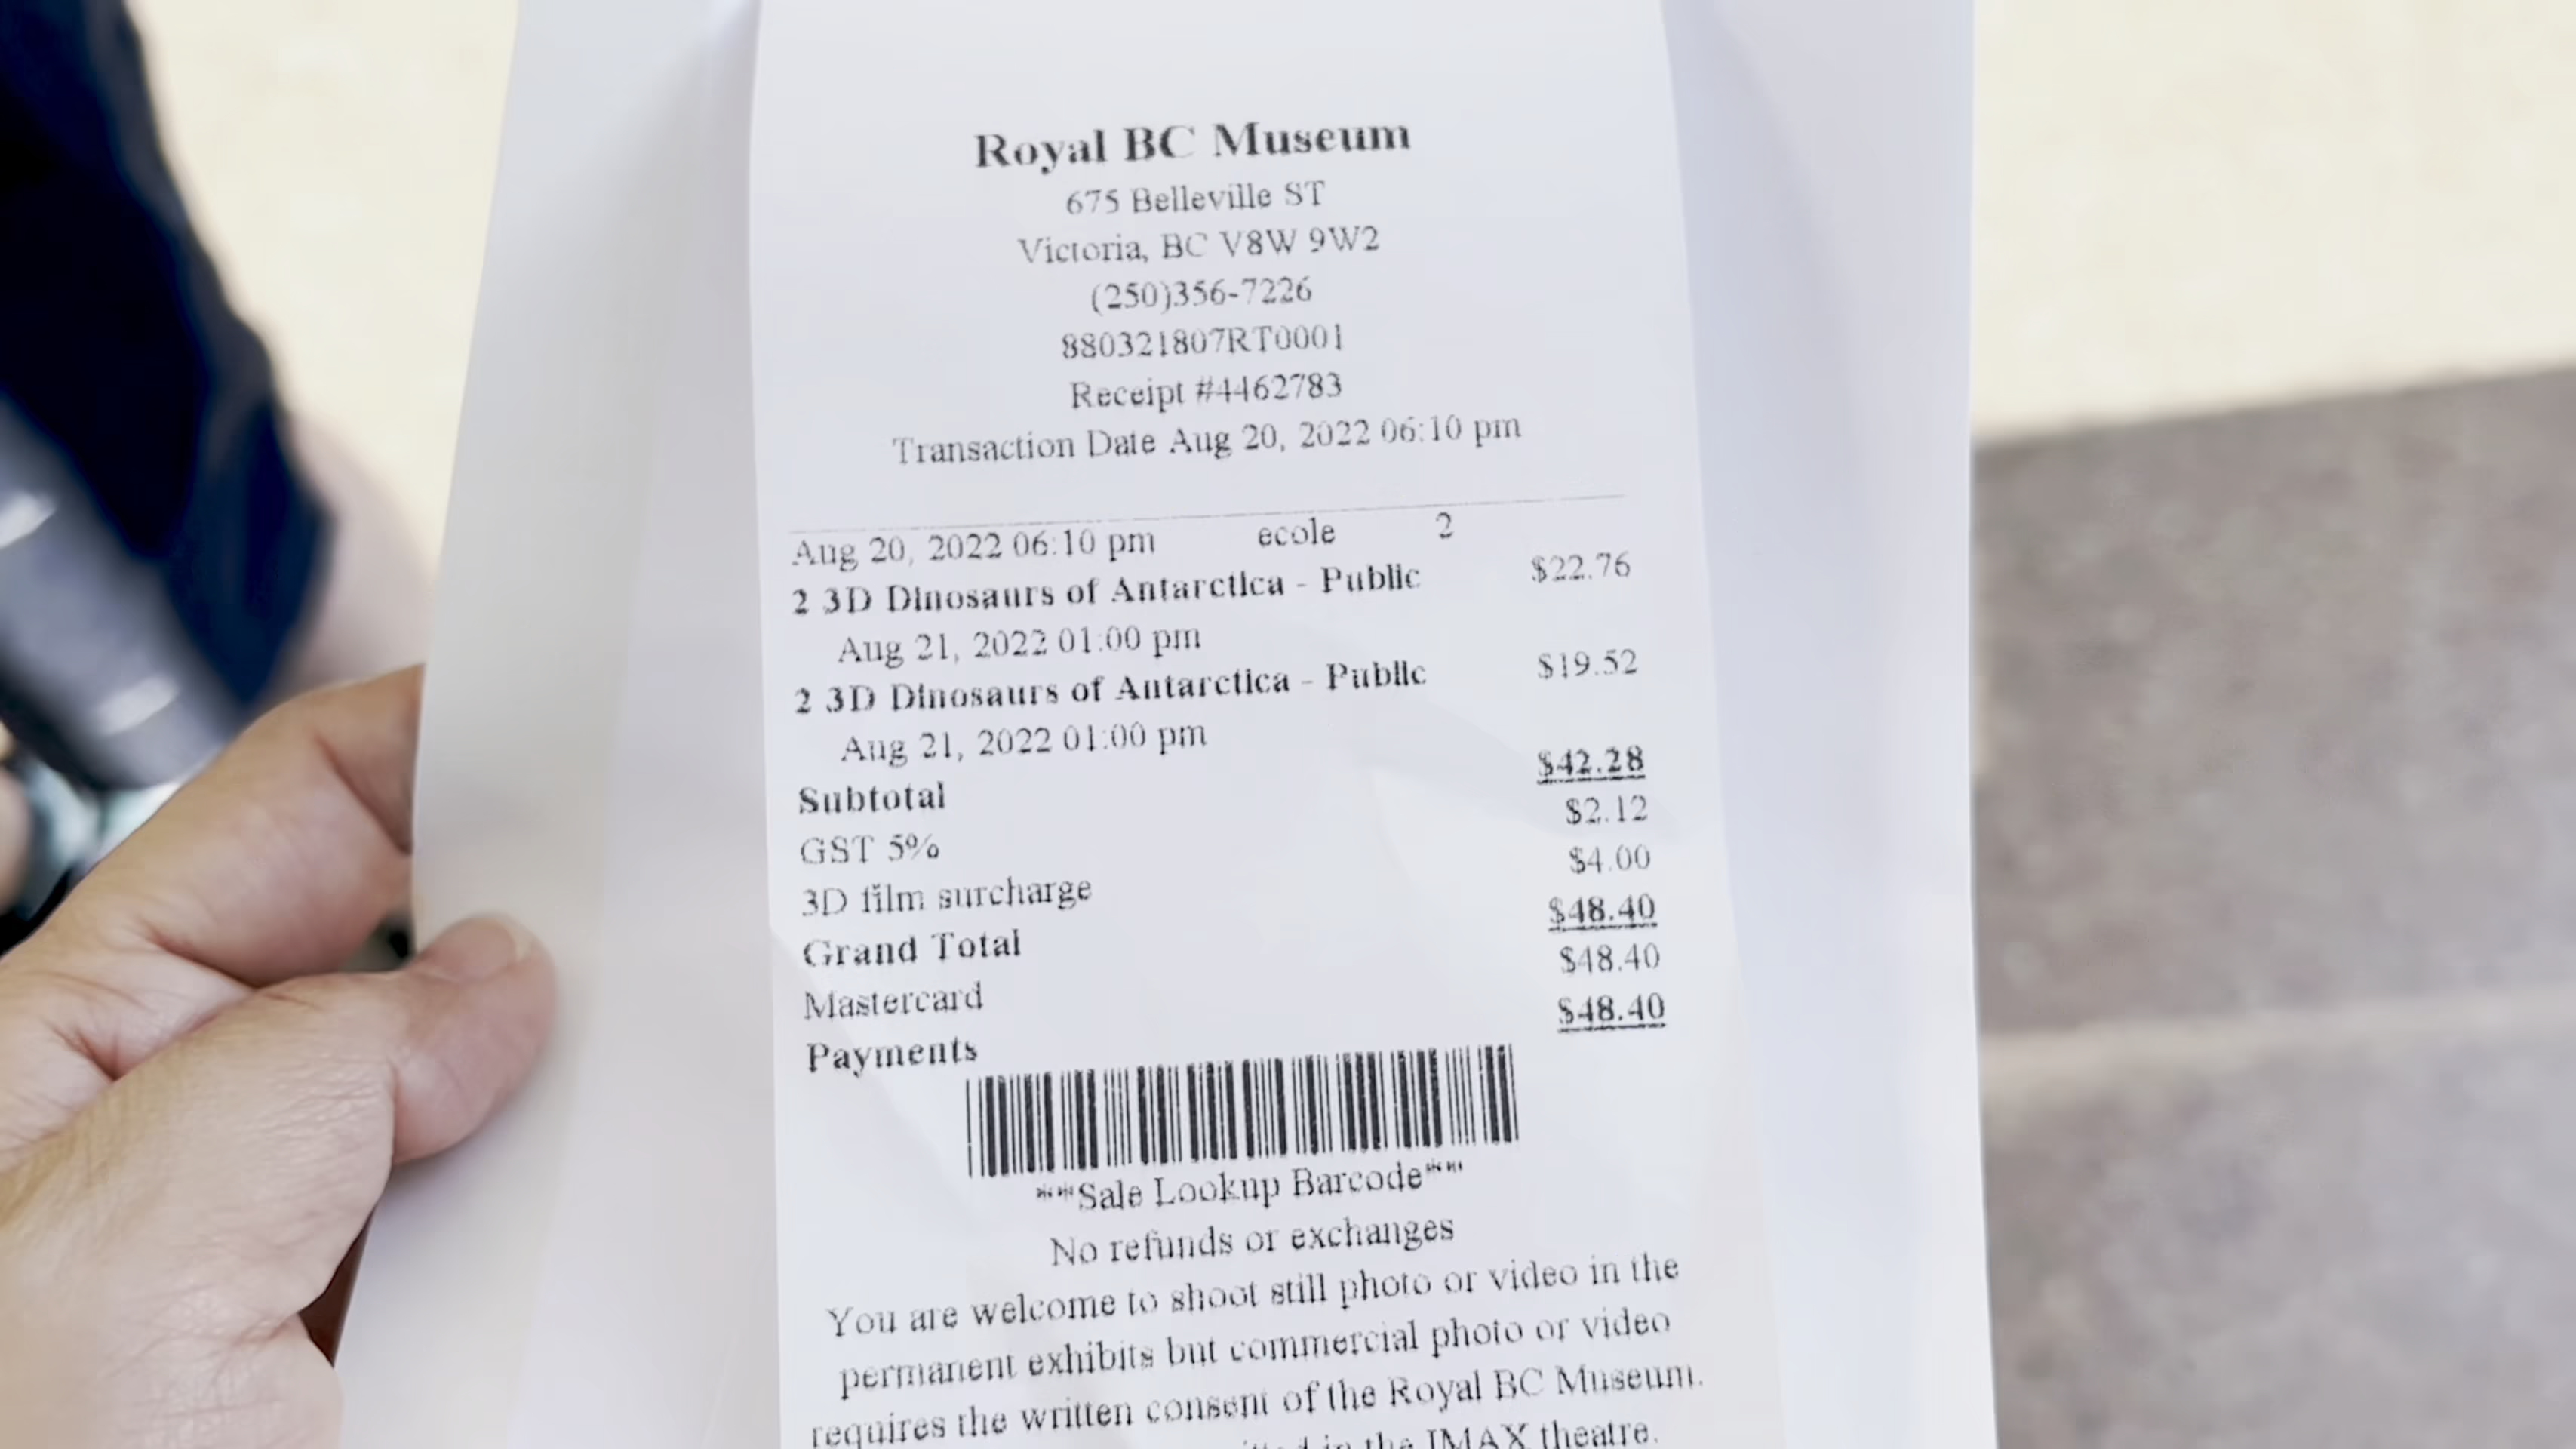 Royal BC Museum
675 Belleville ST
Victoria, BC V8W 9W2
(250)356-7226
880321807RT0001
Receipt #4462783
Transaction Date Aug 20, 2022 06:10 pm
Aug 20, 2022 06:10 pm ecole 2
2 3D Dinosaurs of Antarctica - Public $22.76
Aug 21, 2022 01:00 pm
2 3D Dinosaurs of Antarctica - Public $19.52
Aug 21, 2022 01:00 pm
Subtotal $42.28
GST 5% $2.12
3D film surcharge $4.00
Grand Total $48.40
Mastercard $48.40
Payments $48.40
***Sale Lookup Barcode***
No refunds or exchanges
You are welcome to shoot still photo or video in the
permanent exhibits but commercial photo or video
requires the written consent of the Royal BC Museum.
in the IMAX theatre.